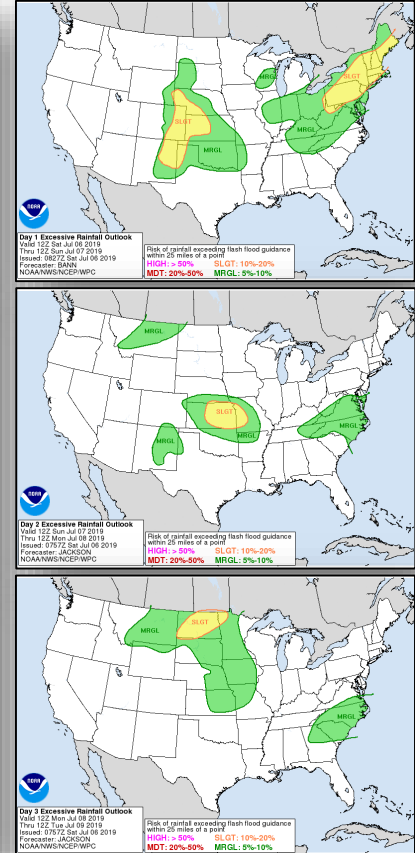 MRGL
SLGT
SLGT
MRGL
MRGL
NOAA
Day 1 Excessive Rainfall Outlook
Valid 12Z Sat Jul 06 2019
Thru 12Z Sun Jul 07 2019
Issued: 0827Z Sat Jul 06 2019
Forecaster: BANN
NOAA/NWS/NCEP/WPC
Risk of rainfall exceeding flash flood guidance
within 25 miles of a point
HIGH: > 50% SLGT: 10%-20%
MDT: 20%-50% MRGL: 5%-10%
MRGL
SLGT
MRGL
MRGL
MRGL
NOAA
Day 2 Excessive Rainfall Outlook
Valid 12Z Sun Jul 07 2019
Thru 12Z Mon Jul 08 2019
Issued: 0757Z Sat Jul 06 2019
Forecaster: JACKSON
NOAA/NWS/NCEP/WPC
Risk of rainfall exceeding flash flood guidance
within 25 miles of a point
HIGH: > 50% SLGT: 10%-20%
MDT: 20%-50% MRGL: 5%-10%
SLGT
MRGL
MRGL
NOAA
Day 3 Excessive Rainfall Outlook
Valid 12Z Mon Jul 08 2019
Thru 12Z Tue Jul 09 2019
Issued: 0757Z Sat Jul 06 2019
Forecaster: JACKSON
NOAA/NWS/NCEP/WPC
Risk of rainfall exceeding flash flood guidance
within 25 miles of a point
HIGH: > 50% SLGT: 10%-20%
MDT: 20%-50% MRGL: 5%-10%